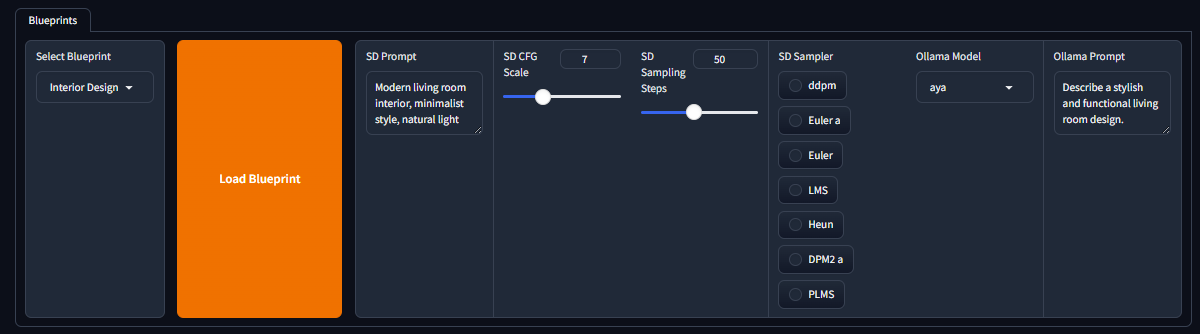 Blueprints
Select Blueprint
Interior Design
Load Blueprint
SD Prompt
Modern living room
interior, minimalist
style, natural light
SD CFG
Scale
7
SD
Sampling
Steps
50
SD Sampler
ddpm
Euler a
Euler
LMS
Heun
DPM2 a
PLMS
Ollama Model
aya
Ollama Prompt
Describe a stylish
and functional living
room design.